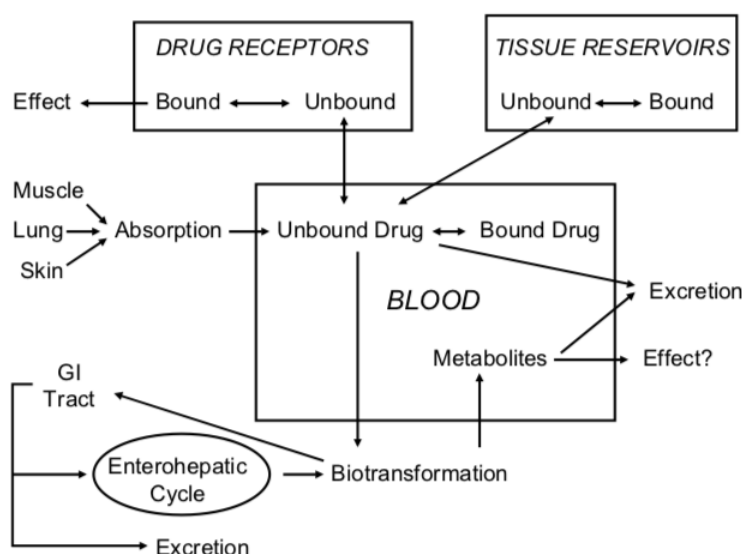 DRUG RECEPTORS
TISSUE RESERVOIRS
Effect
Bound
Unbound
Unbound
Bound
Muscle
Lung
Absorption
Unbound Drug
Bound Drug
Skin
Excretion
BLOOD
Metabolites
Effect?
GI
Tract
Enterohepatic
Cycle
Biotransformation
Excretion